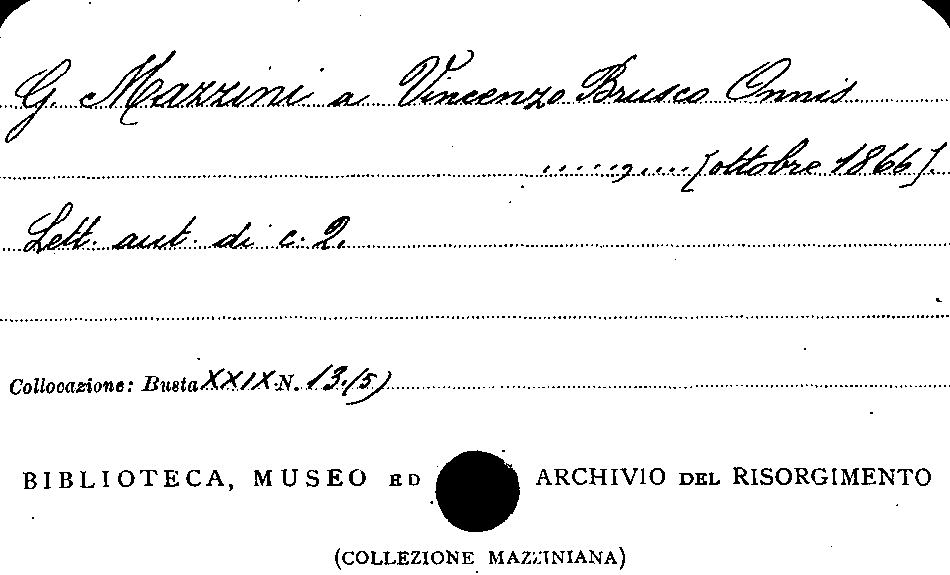 G. Mazzini a Vincenzo Brusco Onnis
....., .... [ottobre 1866].
Lett. aut. di c. 2.
Collocazione: Busta XXIX N. 13.(5)
BIBLIOTECA, MUSEO ED ARCHIVIO DEL RISORGIMENTO
(COLLEZIONE MAZZINIANA)